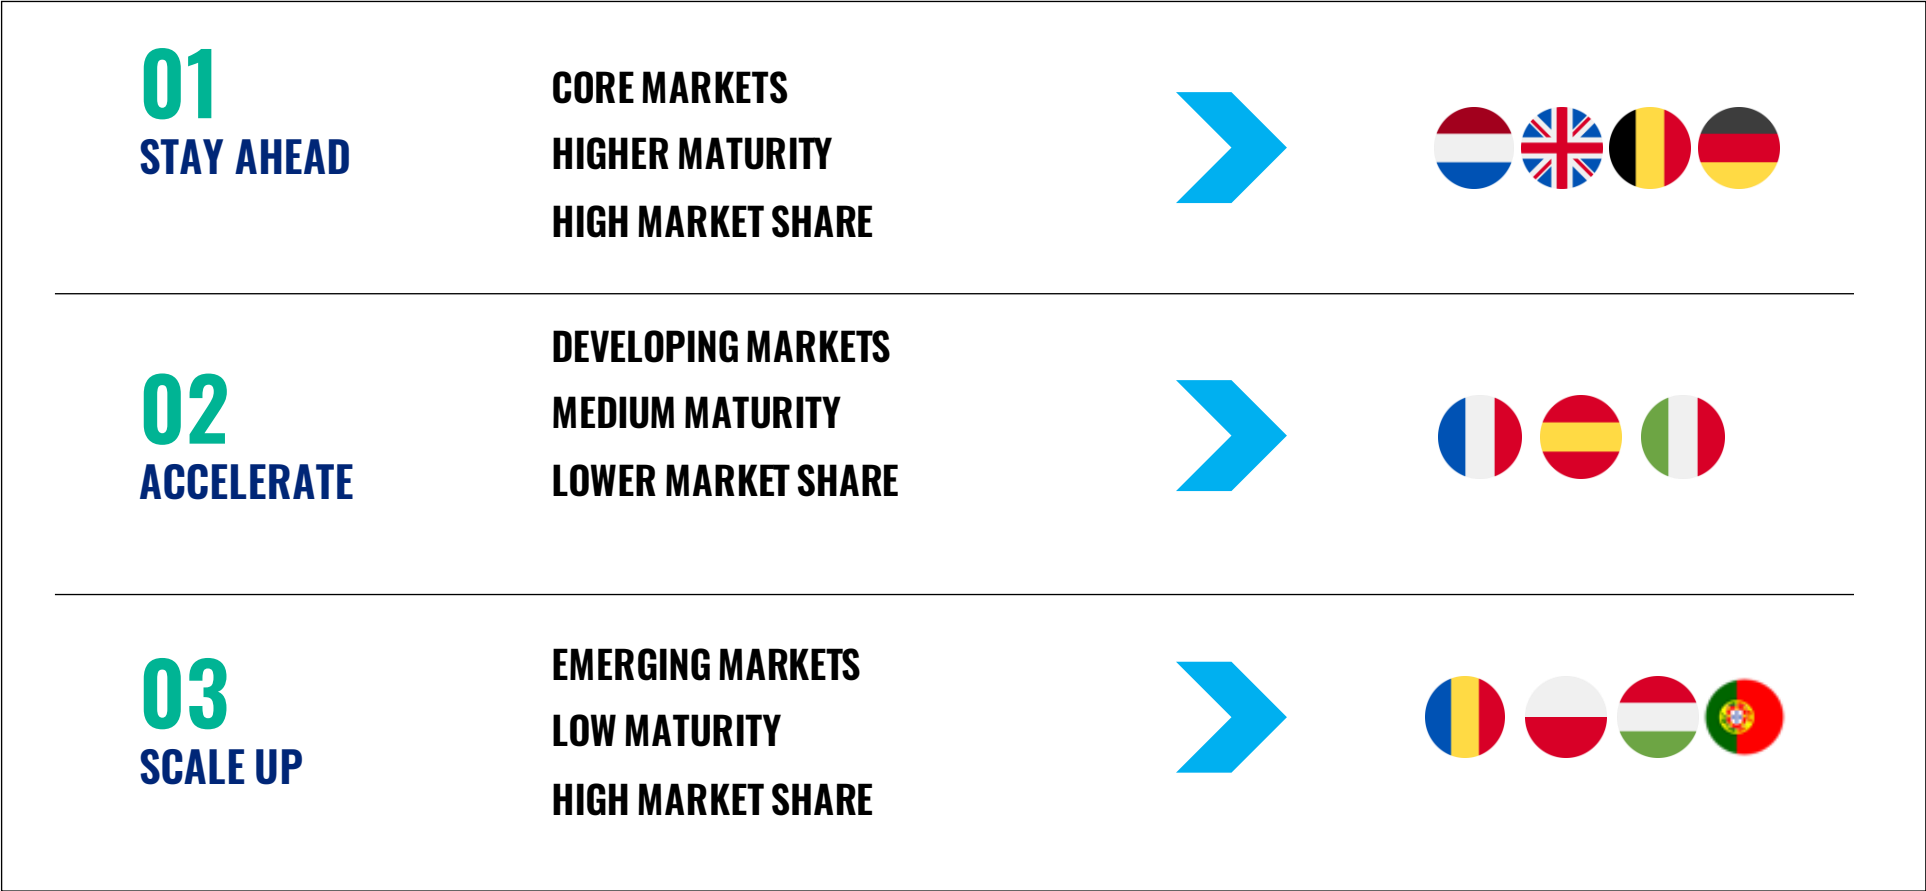 01
STAY AHEAD
CORE MARKETS
HIGHER MATURITY
HIGH MARKET SHARE
02
ACCELERATE
DEVELOPING MARKETS
MEDIUM MATURITY
LOWER MARKET SHARE
03
SCALE UP
EMERGING MARKETS
LOW MATURITY
HIGH MARKET SHARE